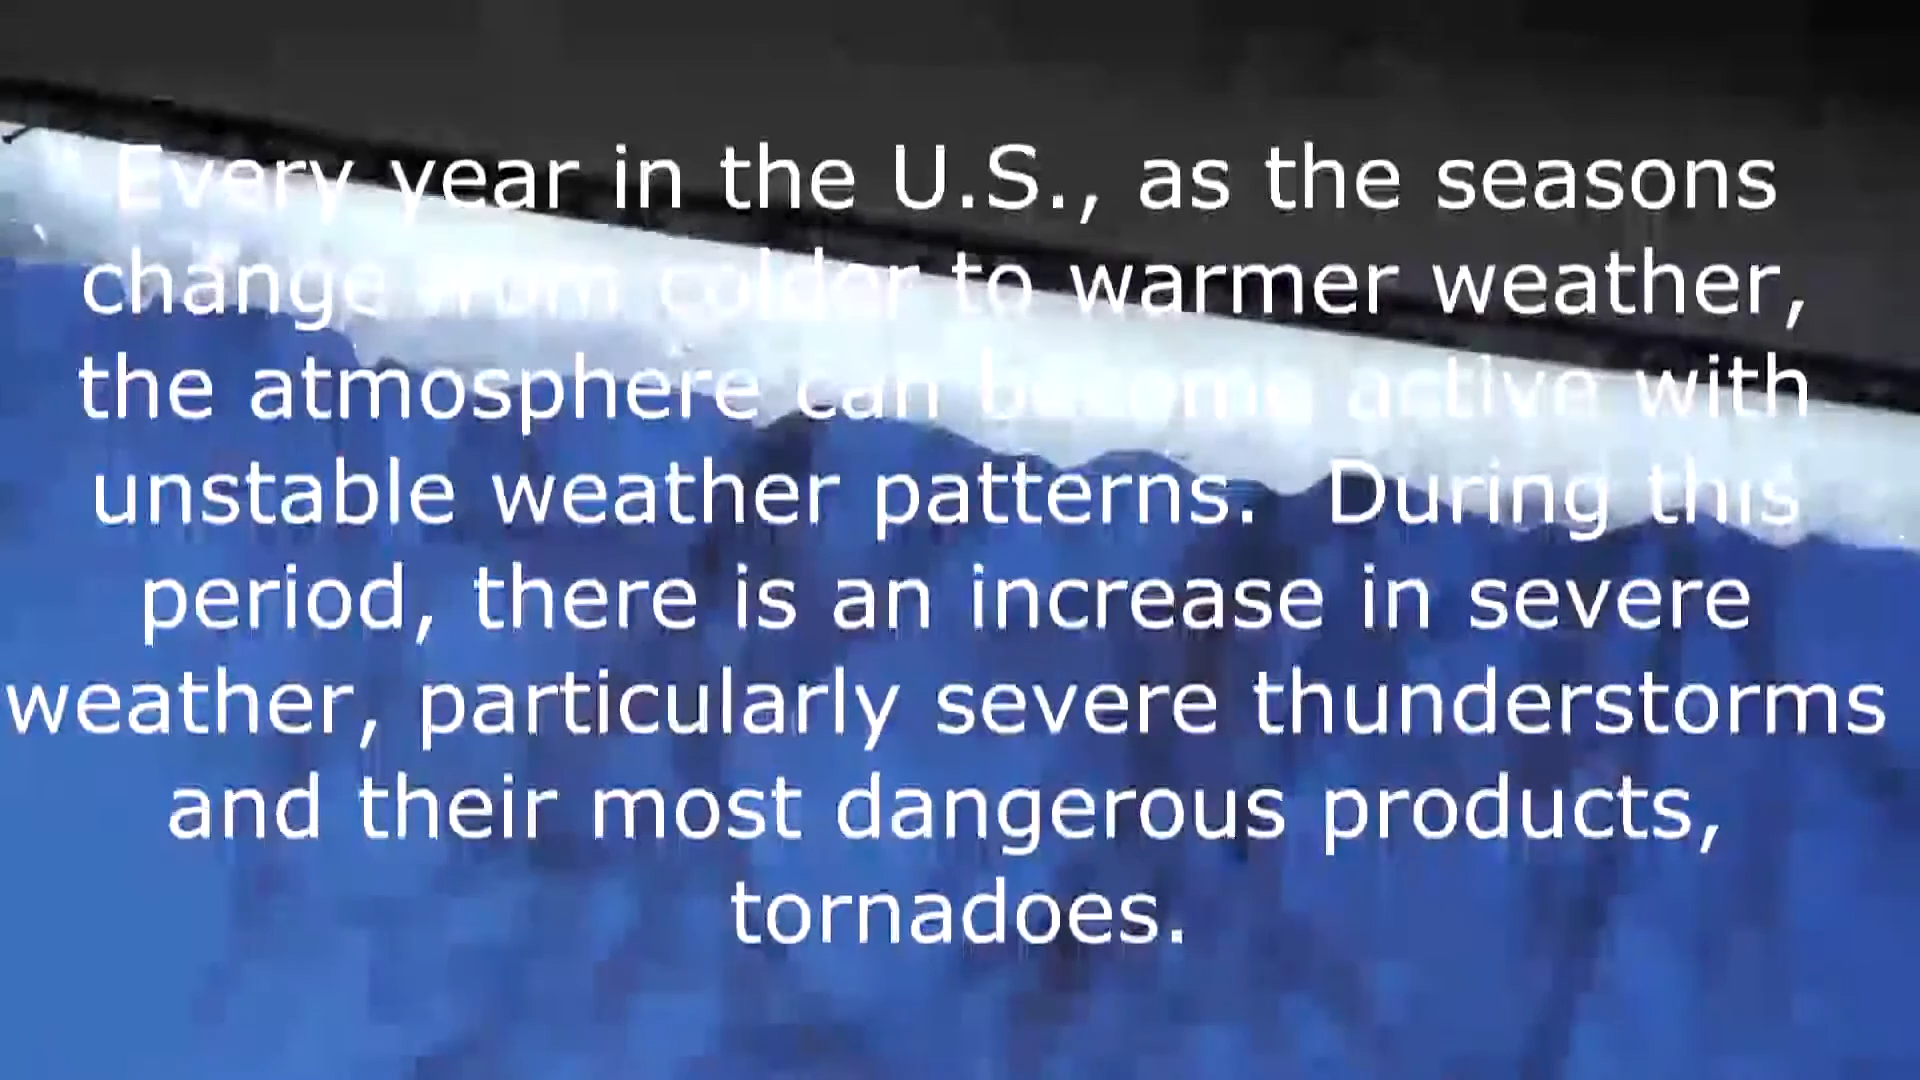 Every year in the U.S., as the seasons
change from colder to warmer weather,
the atmosphere can become active with
unstable weather patterns.  During this
period, there is an increase in severe
weather, particularly severe thunderstorms
and their most dangerous products,
tornadoes.